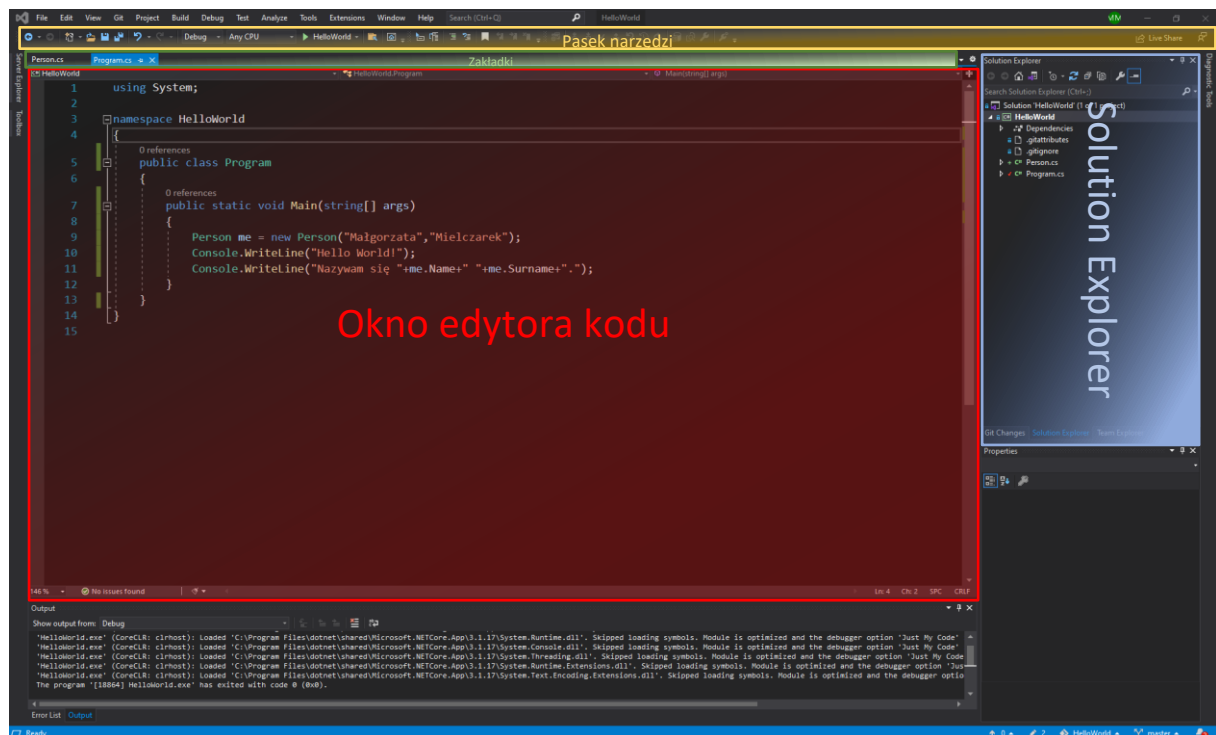 File Edit View Git Project Build Debug Test Analyze Tools Extensions Window Help Search (Ctrl+Q) HelloWorld MM
Debug Any CPU HelloWorld Live Share
Pasek narzedzi
Person.cs Program.cs
Zakładki
HelloWorld HelloWorld.Program Main(string[] args)
Server Explorer
Toolbox
1 using System;
2
3 namespace HelloWorld
4 {
0 references
5 public class Program
6 {
0 references
7 public static void Main(string[] args)
8 {
9 Person me = new Person("Małgorzata","Mielczarek");
10 Console.WriteLine("Hello World!");
11 Console.WriteLine("Nazywam się "+me.Name+" "+me.Surname+".");
12 }
13 }
14 }
15
Okno edytora kodu
146 % No issues found Ln: 4 Ch: 2 SPC CRLF
Solution Explorer
Search Solution Explorer (Ctrl+;)
Solution 'HelloWorld' (1 of 1 project)
HelloWorld
Dependencies
.gitattributes
.gitignore
Person.cs
Program.cs
Solution Explorer
Git Changes Solution Explorer Team Explorer
Diagnostic Tools
Properties
Output
Show output from: Debug
'HelloWorld.exe' (CoreCLR: clrhost): Loaded 'C:\Program Files\dotnet\shared\Microsoft.NETCore.App\3.1.17\System.Runtime.dll'. Skipped loading symbols. Module is optimized and the debugger option 'Just My Code'
'HelloWorld.exe' (CoreCLR: clrhost): Loaded 'C:\Program Files\dotnet\shared\Microsoft.NETCore.App\3.1.17\System.Console.dll'. Skipped loading symbols. Module is optimized and the debugger option 'Just My Code'
'HelloWorld.exe' (CoreCLR: clrhost): Loaded 'C:\Program Files\dotnet\shared\Microsoft.NETCore.App\3.1.17\System.Threading.dll'. Skipped loading symbols. Module is optimized and the debugger option 'Just My Code
'HelloWorld.exe' (CoreCLR: clrhost): Loaded 'C:\Program Files\dotnet\shared\Microsoft.NETCore.App\3.1.17\System.Runtime.Extensions.dll'. Skipped loading symbols. Module is optimized and the debugger option 'Jus
'HelloWorld.exe' (CoreCLR: clrhost): Loaded 'C:\Program Files\dotnet\shared\Microsoft.NETCore.App\3.1.17\System.Text.Encoding.Extensions.dll'. Skipped loading symbols. Module is optimized and the debugger optio
The program '[18864] HelloWorld.exe' has exited with code 0 (0x0).
Error List Output
Ready 0 2 HelloWorld master